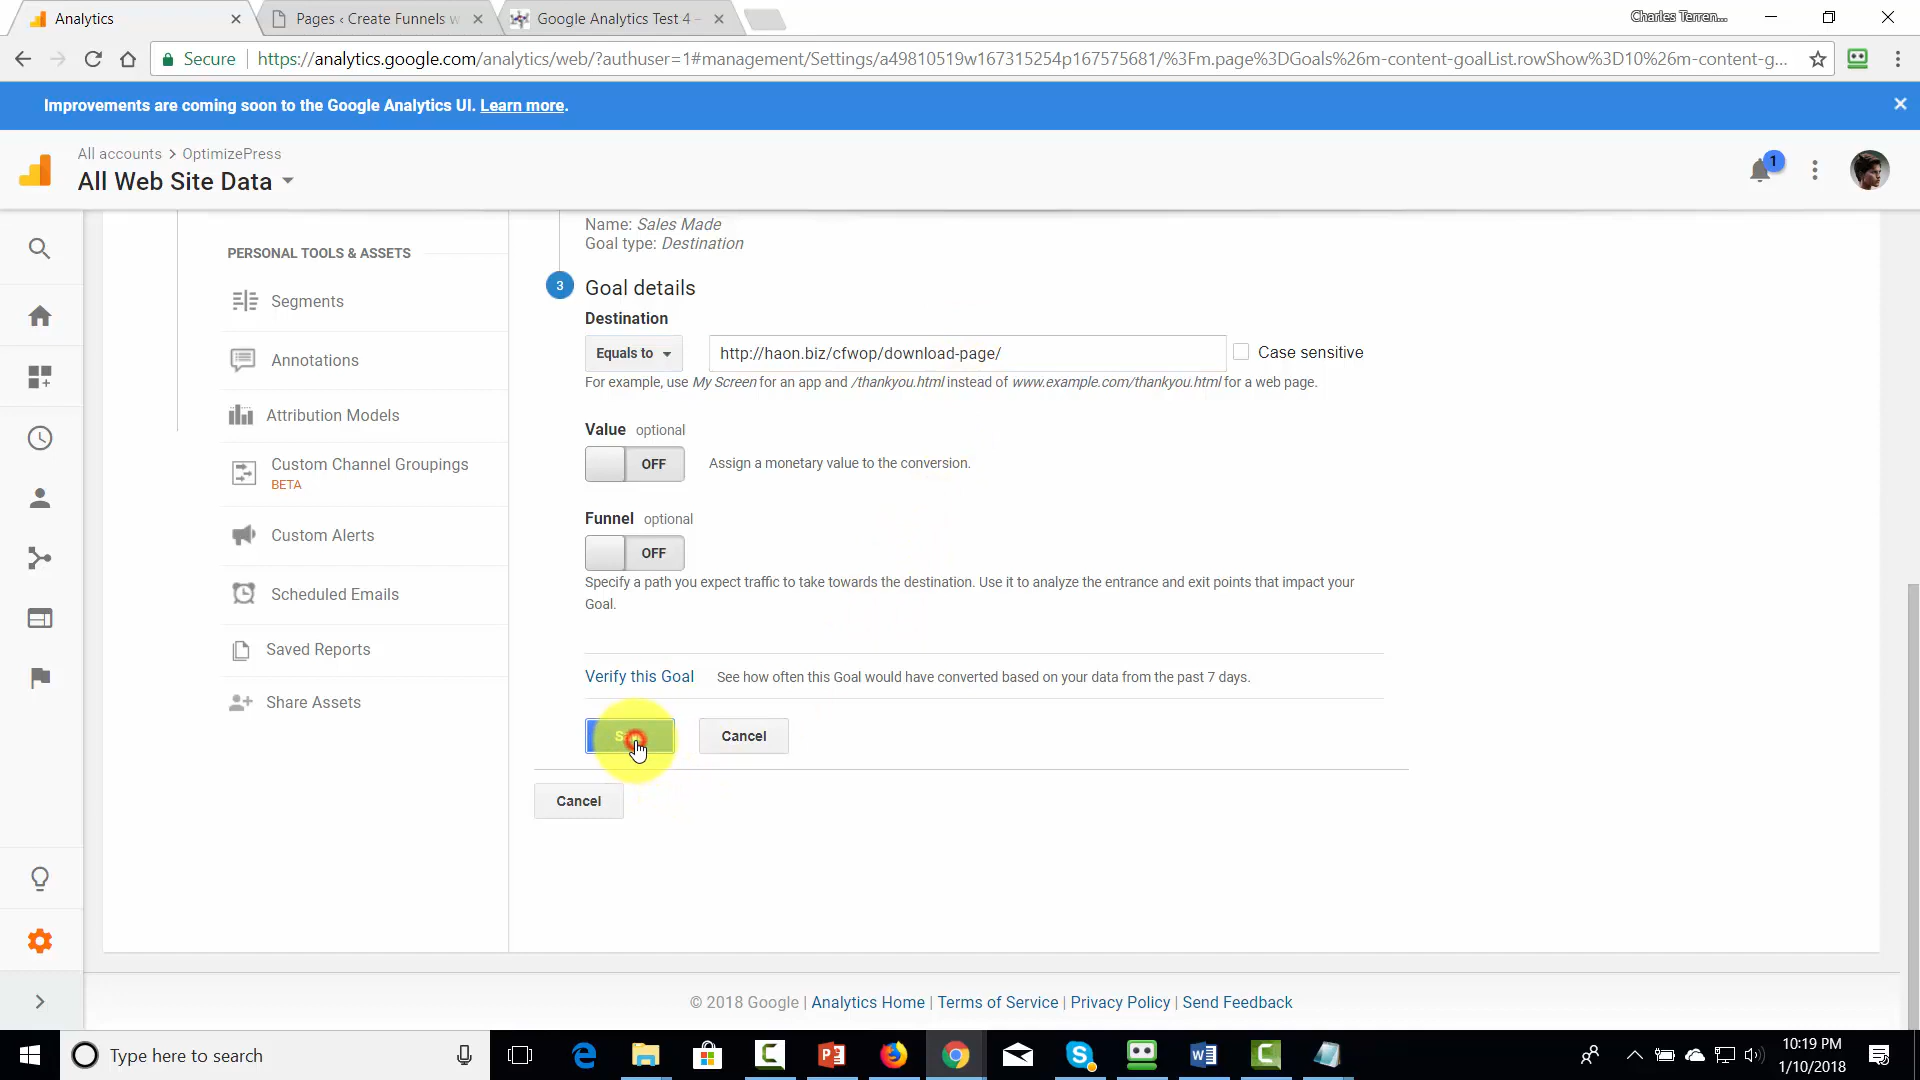 Analytics
Pages ‹ Create Funnels w
Google Analytics Test 4 –
Charles Terren...
Secure
https://analytics.google.com/analytics/web/?authuser=1#management/Settings/a49810519w167315254p167575681/%3Fm.page%3DGoals%26m-content-goalList.rowShow%3D10%26m-content-g...
Improvements are coming soon to the Google Analytics UI. Learn more.
All accounts > OptimizePress
All Web Site Data
1
Name: Sales Made
Goal type: Destination
PERSONAL TOOLS & ASSETS
Segments
Annotations
Attribution Models
Custom Channel Groupings
BETA
Custom Alerts
Scheduled Emails
Saved Reports
Share Assets
3
Goal details
Destination
Equals to
http://haon.biz/cfwop/download-page/
Case sensitive
For example, use My Screen for an app and /thankyou.html instead of www.example.com/thankyou.html for a web page.
Value optional
OFF
Assign a monetary value to the conversion.
Funnel optional
OFF
Specify a path you expect traffic to take towards the destination. Use it to analyze the entrance and exit points that impact your
Goal.
Verify this Goal
See how often this Goal would have converted based on your data from the past 7 days.
Cancel
Cancel
© 2018 Google | Analytics Home | Terms of Service | Privacy Policy | Send Feedback
Type here to search
10:19 PM
1/10/2018